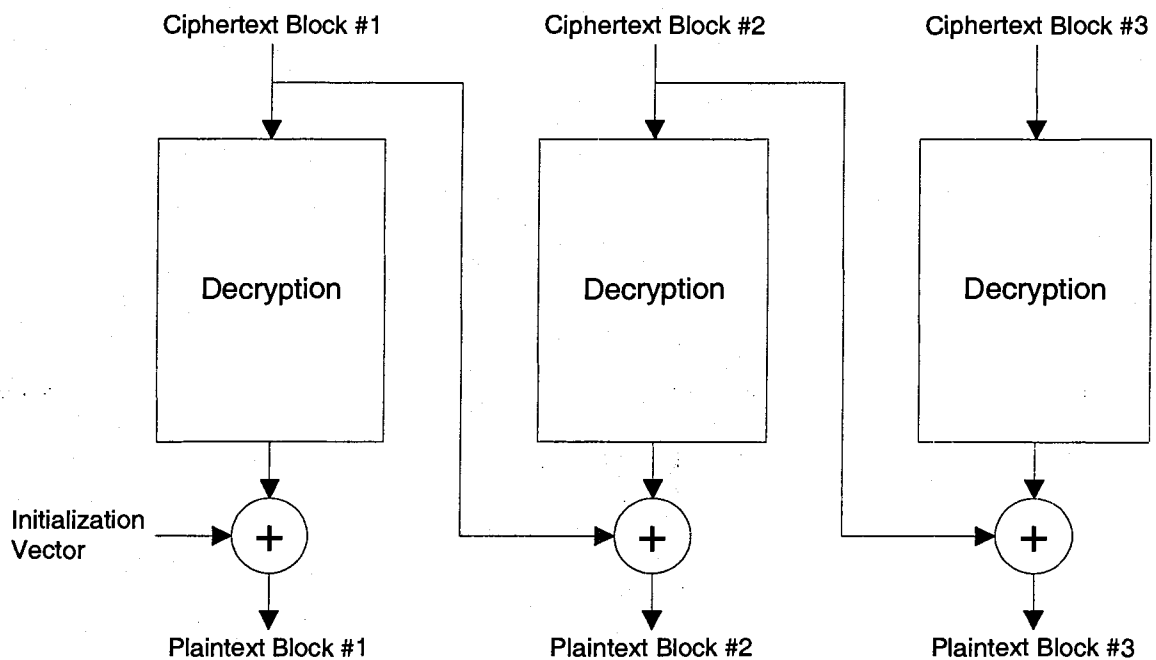 Ciphertext Block #1
Ciphertext Block #2
Ciphertext Block #3
Decryption
Decryption
Decryption
Initialization
Vector
+
+
+
Plaintext Block #1
Plaintext Block #2
Plaintext Block #3